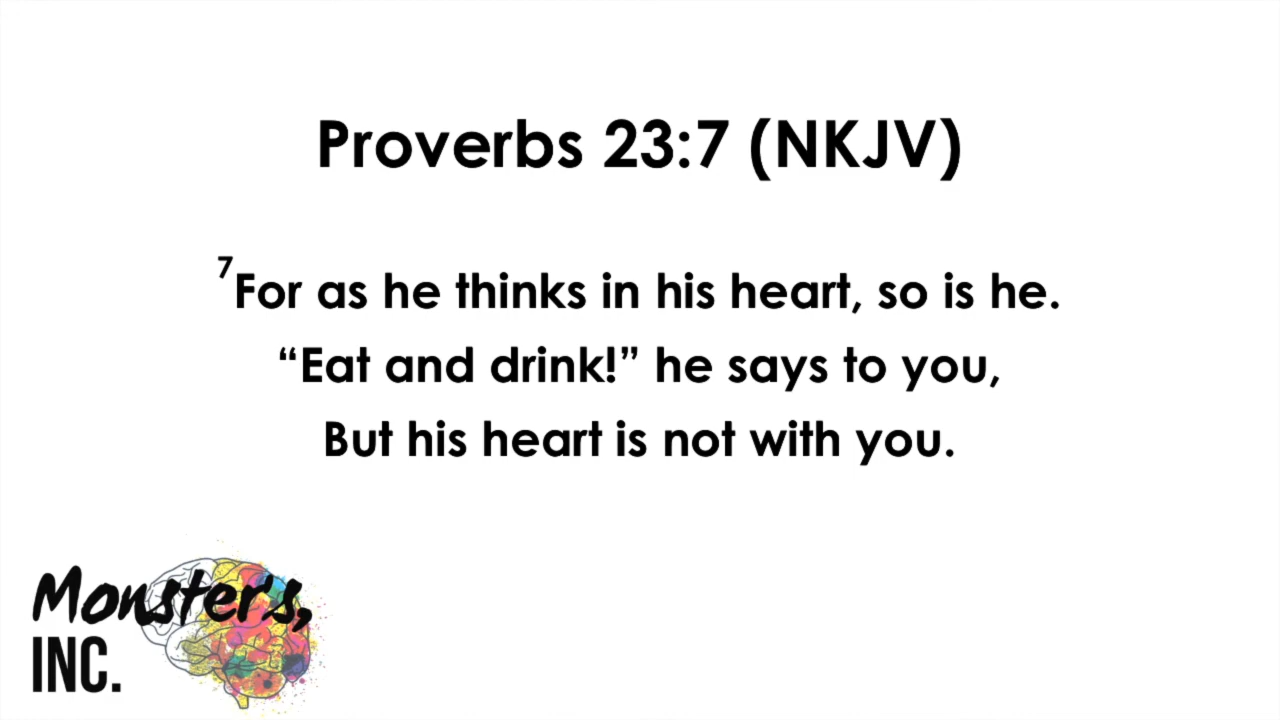 Proverbs 23:7 (NKJV)
7For as he thinks in his heart, so is he.
“Eat and drink!” he says to you,
But his heart is not with you.
Monsters,
INC.